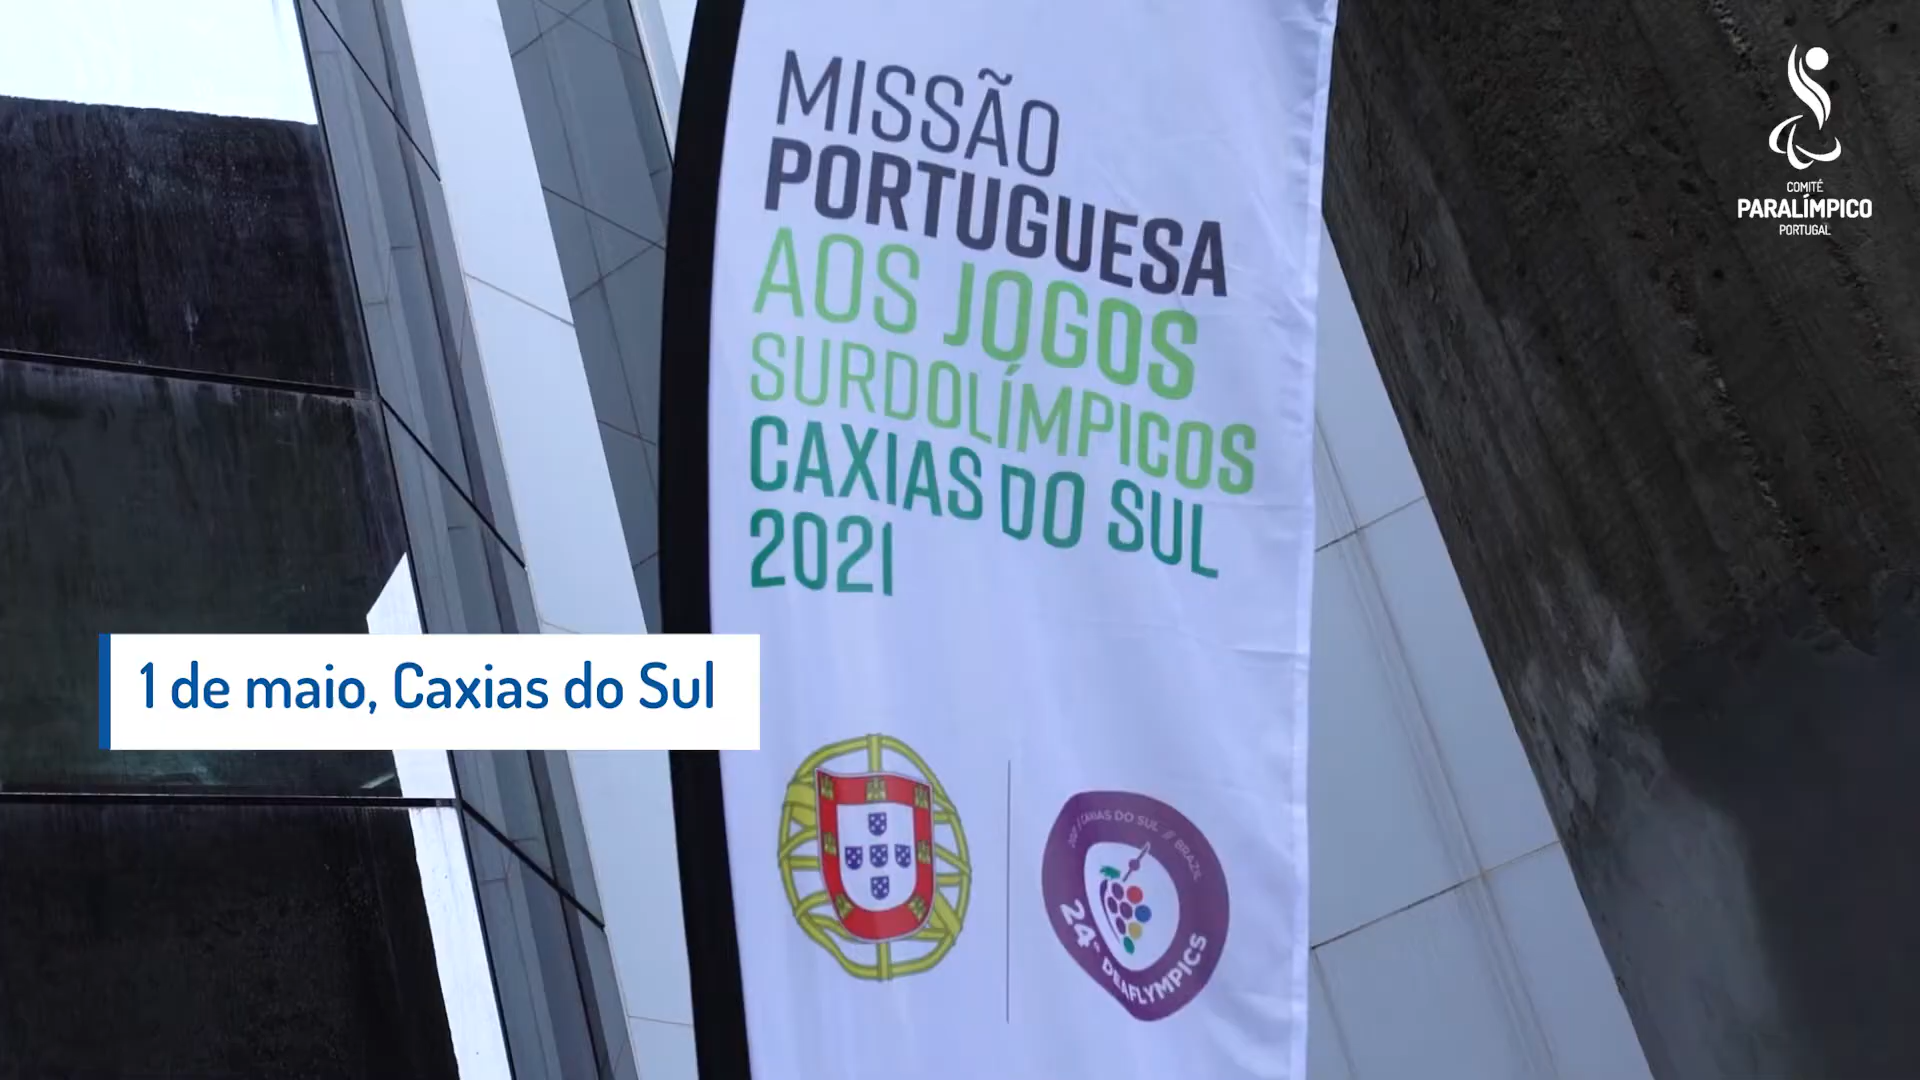 MISSÃO
PORTUGUESA
AOS JOGOS
SURDOLÍMPICOS
CAXIAS DO SUL
2021
COMITÉ
PARALÍMPICO
PORTUGAL
1 de maio, Caxias do Sul
CAXIAS DO SUL // BRAZIL
24ª DEAFLYMPICS